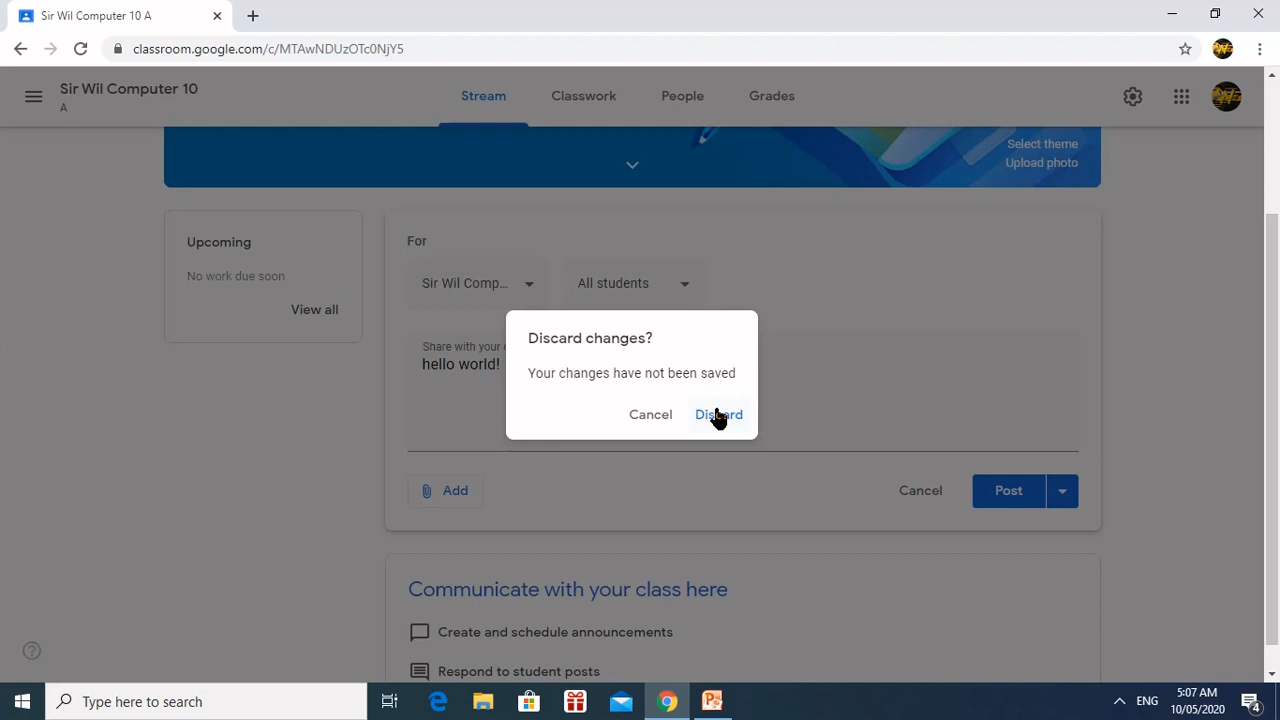 Sir Wil Computer 10 A
classroom.google.com/c/MTAwNDUzOTc0NjY5
Sir Wil Computer 10
A
Stream
Classwork
People
Grades
Select theme
Upload photo
Upcoming
No work due soon
View all
For
Sir Wil Comp...
All students
Share with your c
hello world!
Discard changes?
Your changes have not been saved
Cancel
Discard
Add
Cancel
Post
Communicate with your class here
Create and schedule announcements
Respond to student posts
Type here to search
ENG
5:07 AM
10/05/2020
4